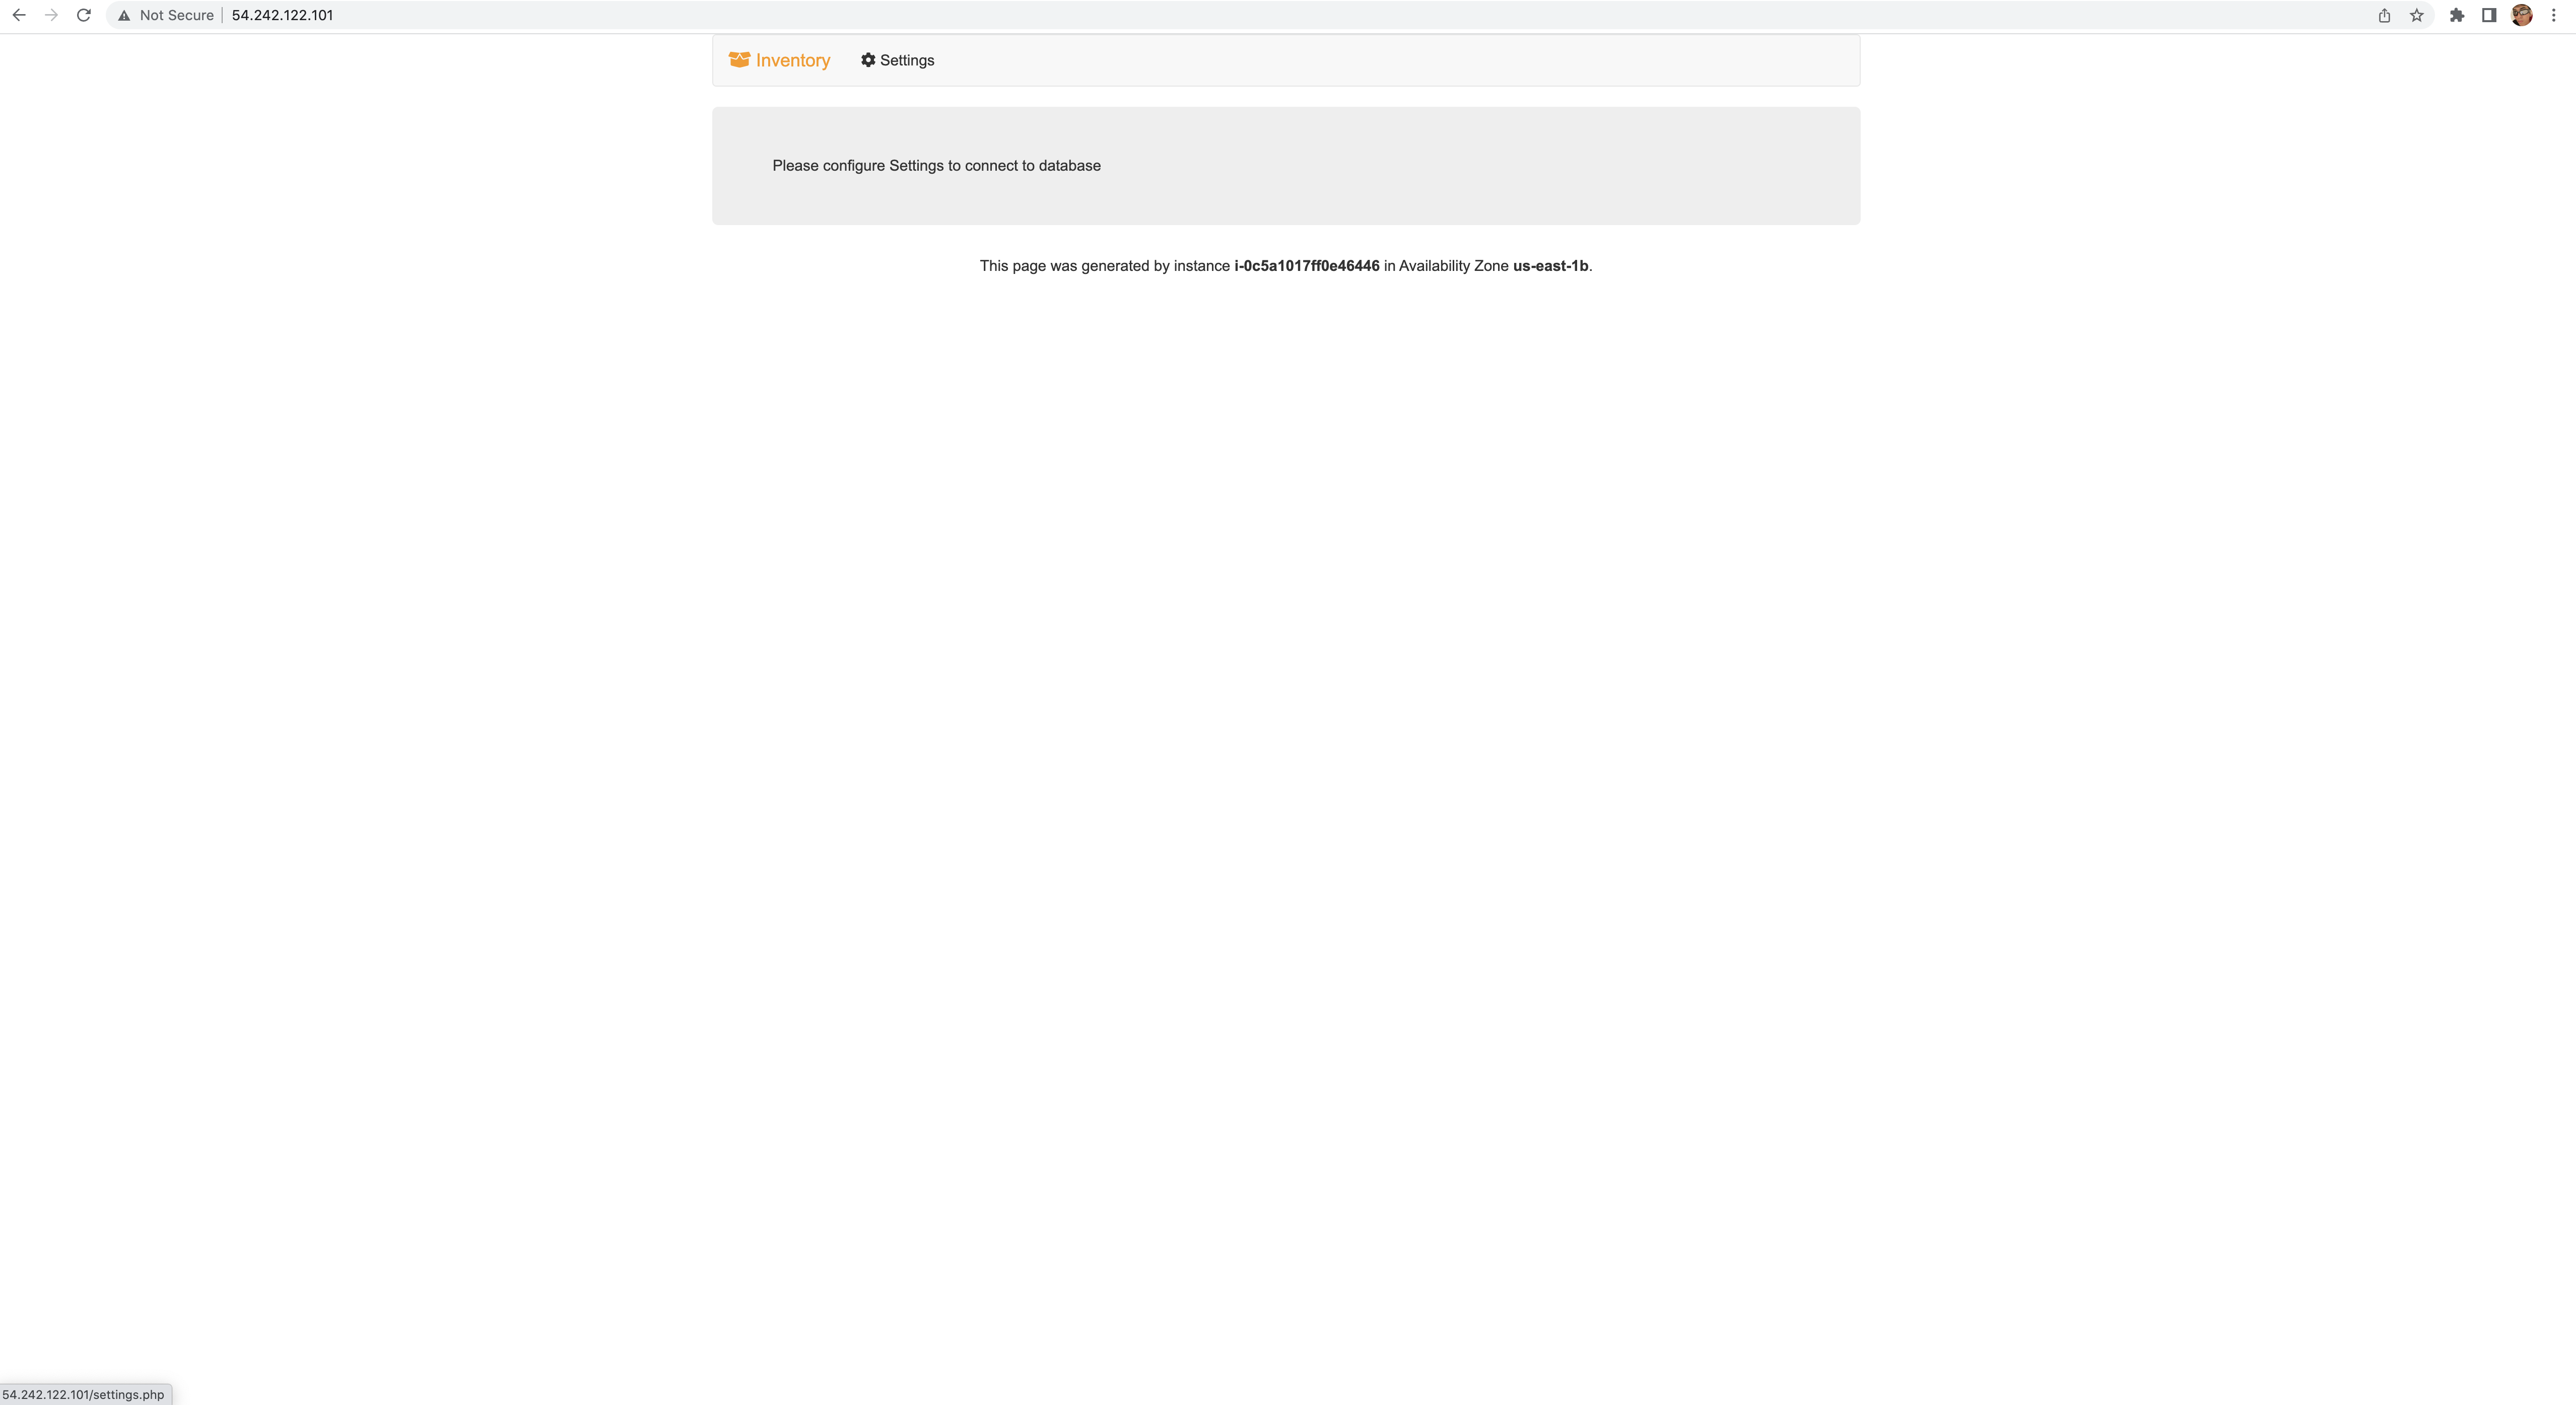 Not Secure | 54.242.122.101
Inventory Settings
Please configure Settings to connect to database
This page was generated by instance i-0c5a1017ff0e46446 in Availability Zone us-east-1b.
54.242.122.101/settings.php